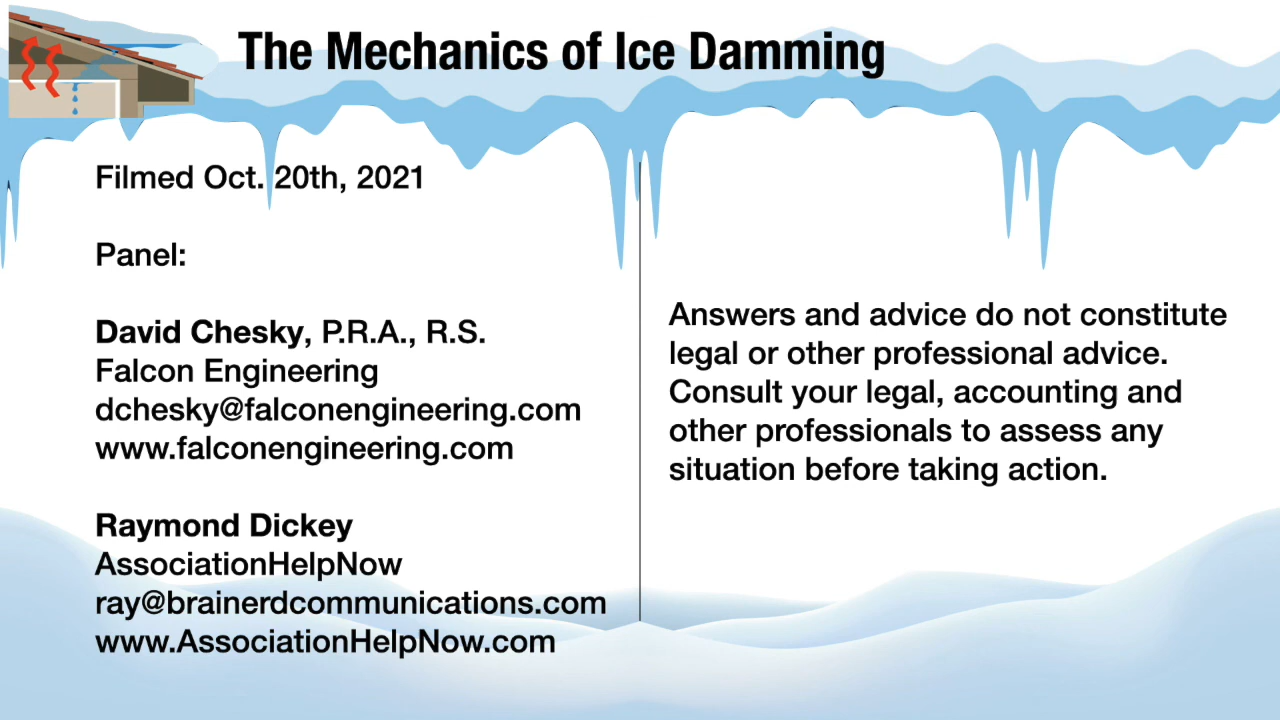 The Mechanics of Ice Damming
Filmed Oct. 20th, 2021
Panel:
David Chesky, P.R.A., R.S.
Falcon Engineering
dchesky@falconengineering.com
www.falconengineering.com
Raymond Dickey
AssociationHelpNow
ray@brainerdcommunications.com
www.AssociationHelpNow.com
Answers and advice do not constitute
legal or other professional advice.
Consult your legal, accounting and
other professionals to assess any
situation before taking action.